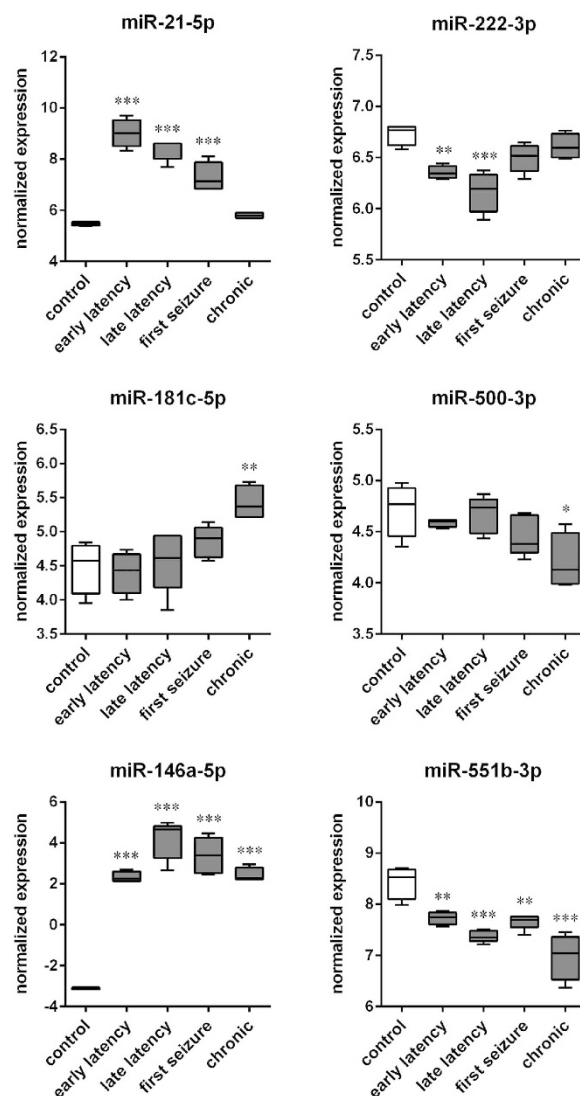 miR-21-5p
normalized expression
12
10
8
6
4
***
***
***
control
early latency
late latency
first seizure
chronic
miR-222-3p
normalized expression
7.5
7.0
6.5
6.0
5.5
**
***
control
early latency
late latency
first seizure
chronic
miR-181c-5p
normalized expression
6.5
6.0
5.5
5.0
4.5
4.0
3.5
**
control
early latency
late latency
first seizure
chronic
miR-500-3p
normalized expression
5.5
5.0
4.5
4.0
3.5
*
control
early latency
late latency
first seizure
chronic
miR-146a-5p
normalized expression
6
4
2
0
-2
-4
***
***
***
***
control
early latency
late latency
first seizure
chronic
miR-551b-3p
normalized expression
10
9
8
7
6
**
***
**
***
control
early latency
late latency
first seizure
chronic